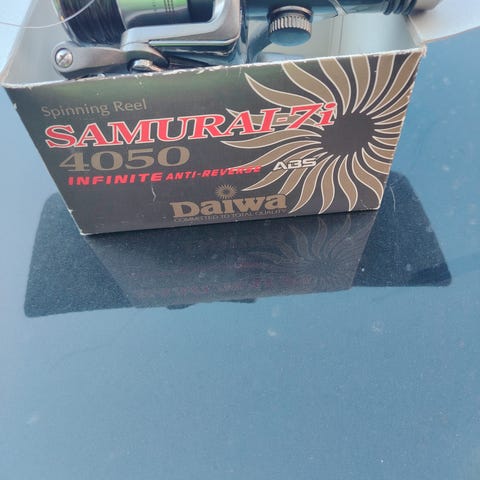 Spinning Reel
SAMURAI-7i
4050
INFINITE ANTI-REVERSE ABS
Daiwa
COMMITTED TO TOTAL QUALITY